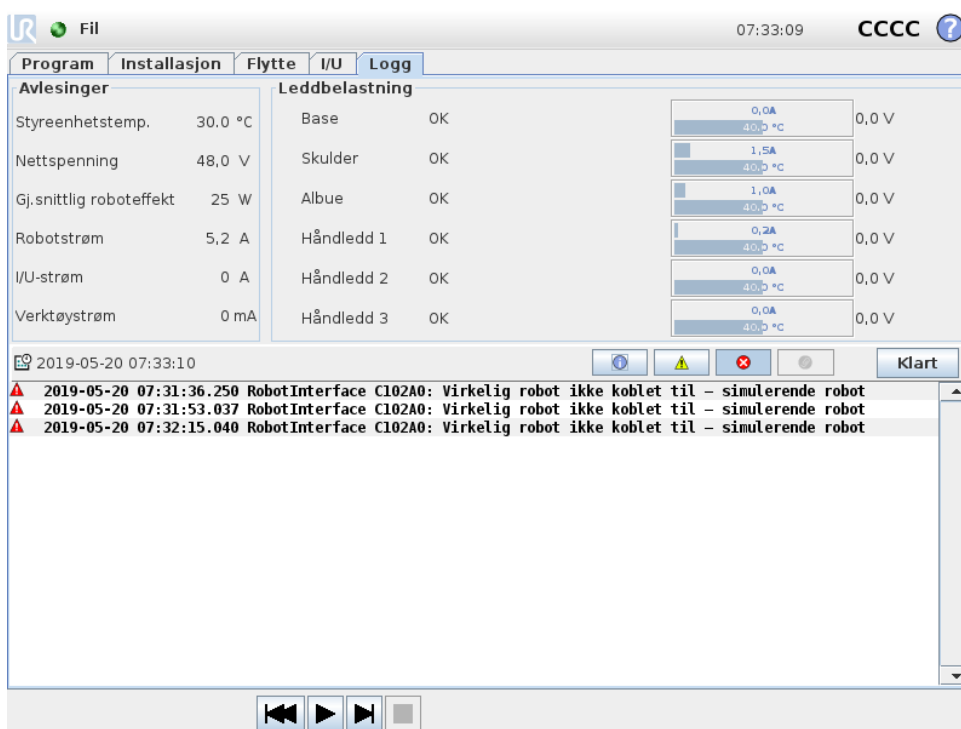 UR Fil 07:33:09 CCCC ?
Program Installasjon Flytte I/U Logg
Avlesinger
Styreenhetstemp. 30.0 °C
Nettspenning 48,0 V
Gj.snittlig roboteffekt 25 W
Robotstrøm 5,2 A
I/U-strøm 0 A
Verktøystrøm 0 mA
Leddbelastning
Base OK 0,0A 40,0 °C 0,0 V
Skulder OK 1,5A 40,0 °C 0,0 V
Albue OK 1,0A 40,0 °C 0,0 V
Håndledd 1 OK 0,2A 40,0 °C 0,0 V
Håndledd 2 OK 0,0A 40,0 °C 0,0 V
Håndledd 3 OK 0,0A 40,0 °C 0,0 V
2019-05-20 07:33:10 Klart
2019-05-20 07:31:36.250 RobotInterface C102A0: Virkelig robot ikke koblet til – simulerende robot
2019-05-20 07:31:53.037 RobotInterface C102A0: Virkelig robot ikke koblet til – simulerende robot
2019-05-20 07:32:15.040 RobotInterface C102A0: Virkelig robot ikke koblet til – simulerende robot